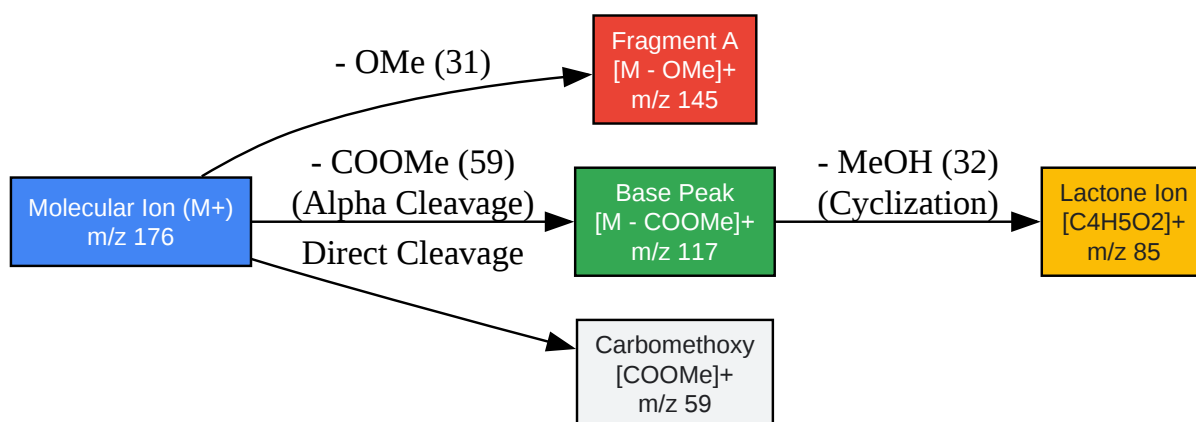 - OMe (31)
Fragment A
[M - OMe]+
m/z 145
Molecular Ion (M+)
m/z 176
- COOMe (59)
(Alpha Cleavage)
Direct Cleavage
Base Peak
[M - COOMe]+
m/z 117
- MeOH (32)
(Cyclization)
Lactone Ion
[C4H5O2]+
m/z 85
Carbomethoxy
[COOMe]+
m/z 59